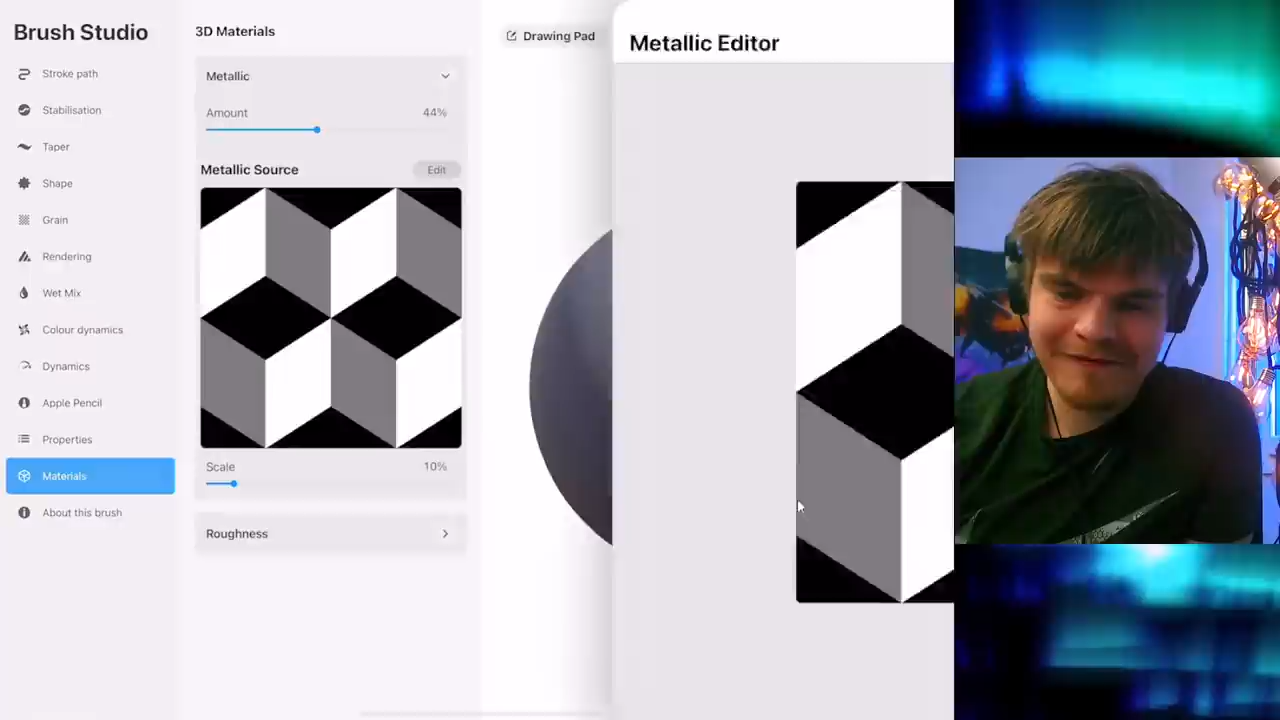 Brush Studio
Stroke path
Stabilisation
Taper
Shape
Grain
Rendering
Wet Mix
Colour dynamics
Dynamics
Apple Pencil
Properties
Materials
About this brush
3D Materials
Metallic
Amount 44%
Metallic Source Edit
Scale 10%
Roughness
Drawing Pad
Metallic Editor